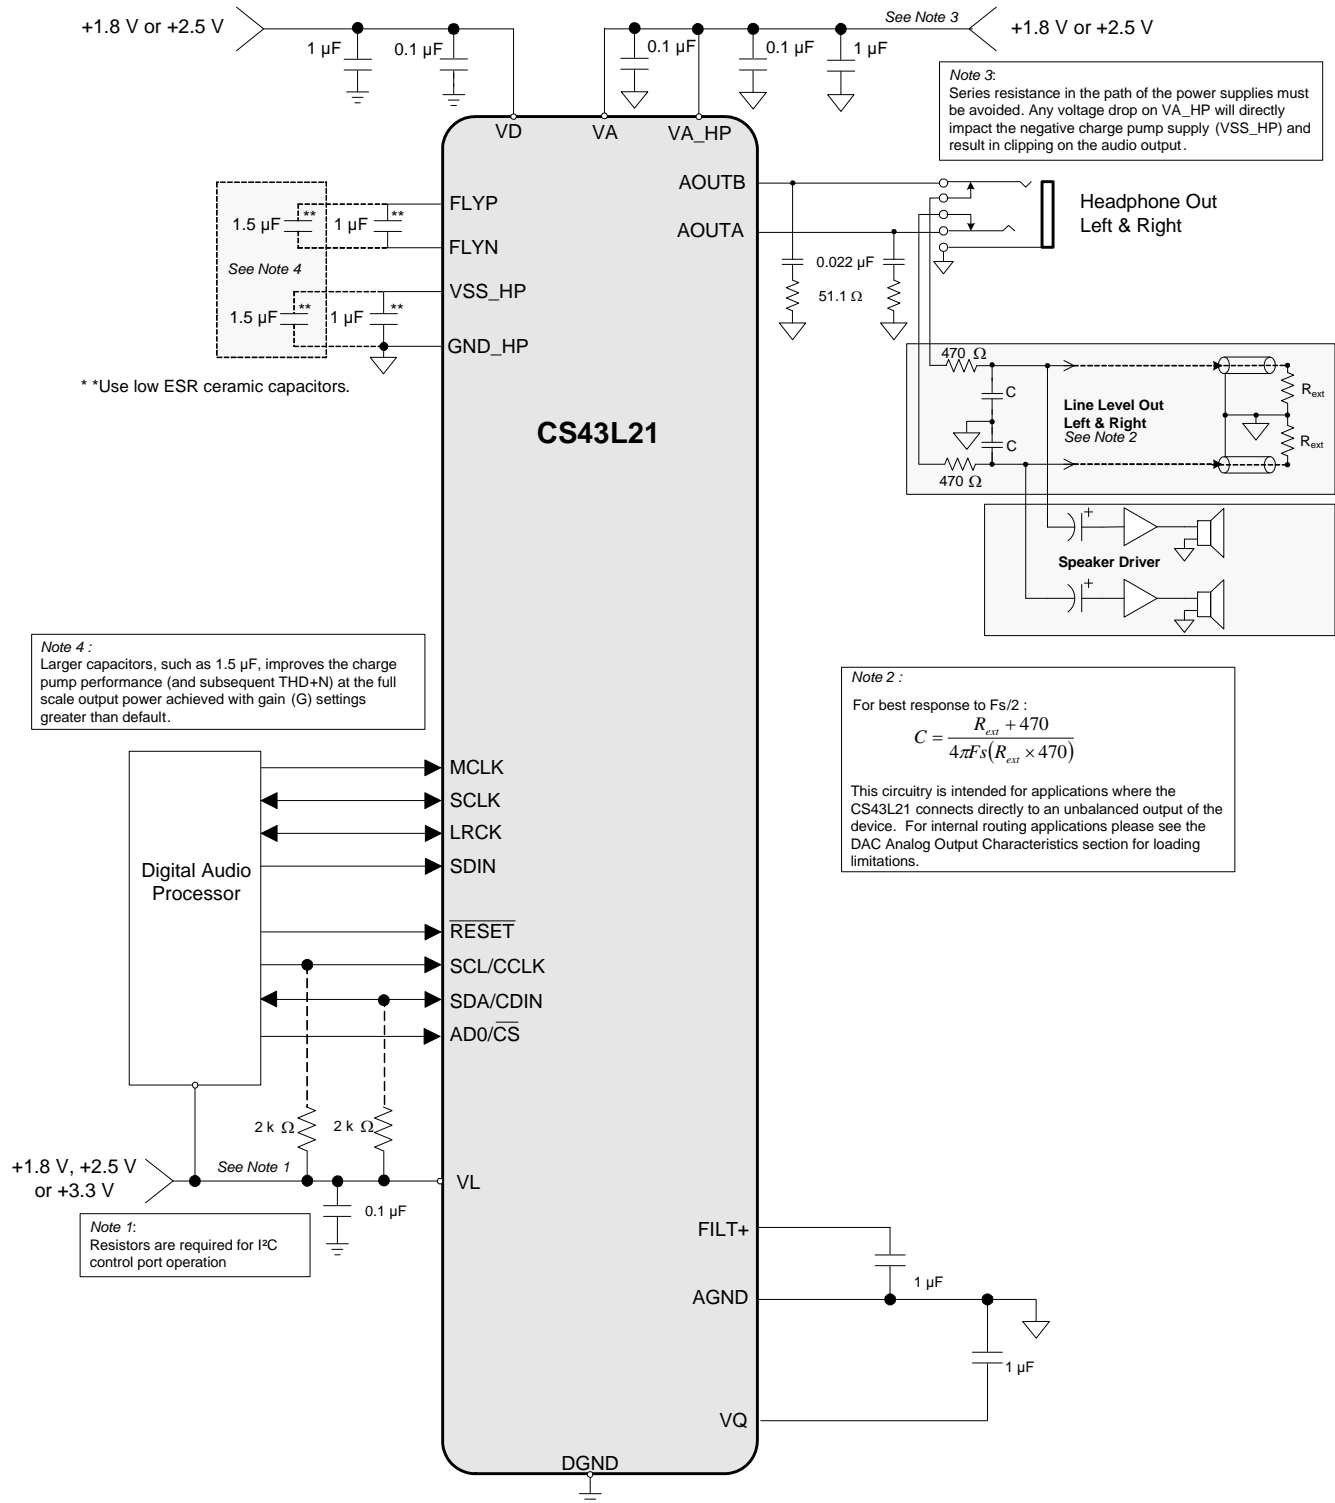 +1.8 V or +2.5 V
1 µF
0.1 µF
0.1 µF
0.1 µF
1 µF
See Note 3
+1.8 V or +2.5 V
Note 3:
Series resistance in the path of the power supplies must
be avoided. Any voltage drop on VA_HP will directly
impact the negative charge pump supply (VSS_HP) and
result in clipping on the audio output.
VD
VA
VA_HP
AOUTB
AOUTA
Headphone Out
Left & Right
0.022 µF
51.1 Ω
FLYP
FLYN
VSS_HP
GND_HP
1.5 µF
**
1 µF
**
See Note 4
1.5 µF
**
1 µF
**
* *Use low ESR ceramic capacitors.
CS43L21
470 Ω
C
C
470 Ω
Line Level Out
Left & Right
See Note 2
Rext
Rext
+
Speaker Driver
+
Note 4 :
Larger capacitors, such as 1.5 µF, improves the charge
pump performance (and subsequent THD+N) at the full
scale output power achieved with gain (G) settings
greater than default.
Note 2 :
For best response to Fs/2 :
C = (Rext + 470) / (4πFs(Rext × 470))
This circuitry is intended for applications where the
CS43L21 connects directly to an unbalanced output of the
device. For internal routing applications please see the
DAC Analog Output Characteristics section for loading
limitations.
Digital Audio
Processor
MCLK
SCLK
LRCK
SDIN
RESET
SCL/CCLK
SDA/CDIN
AD0/CS
2 k Ω
2 k Ω
+1.8 V, +2.5 V
or +3.3 V
See Note 1
VL
0.1 µF
Note 1:
Resistors are required for I²C
control port operation
FILT+
1 µF
AGND
1 µF
VQ
DGND